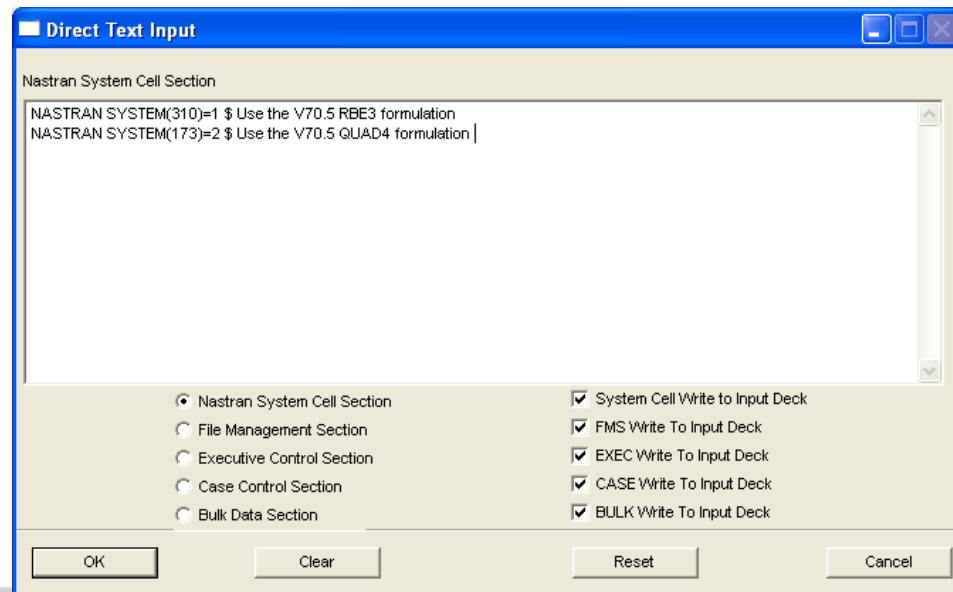 Direct Text Input
Nastran System Cell Section
NASTRAN SYSTEM(310)=1 $ Use the V70.5 RBE3 formulation
NASTRAN SYSTEM(173)=2 $ Use the V70.5 QUAD4 formulation
Nastran System Cell Section
File Management Section
Executive Control Section
Case Control Section
Bulk Data Section
System Cell Write to Input Deck
FMS Write To Input Deck
EXEC Write To Input Deck
CASE Write To Input Deck
BULK Write To Input Deck
OK
Clear
Reset
Cancel